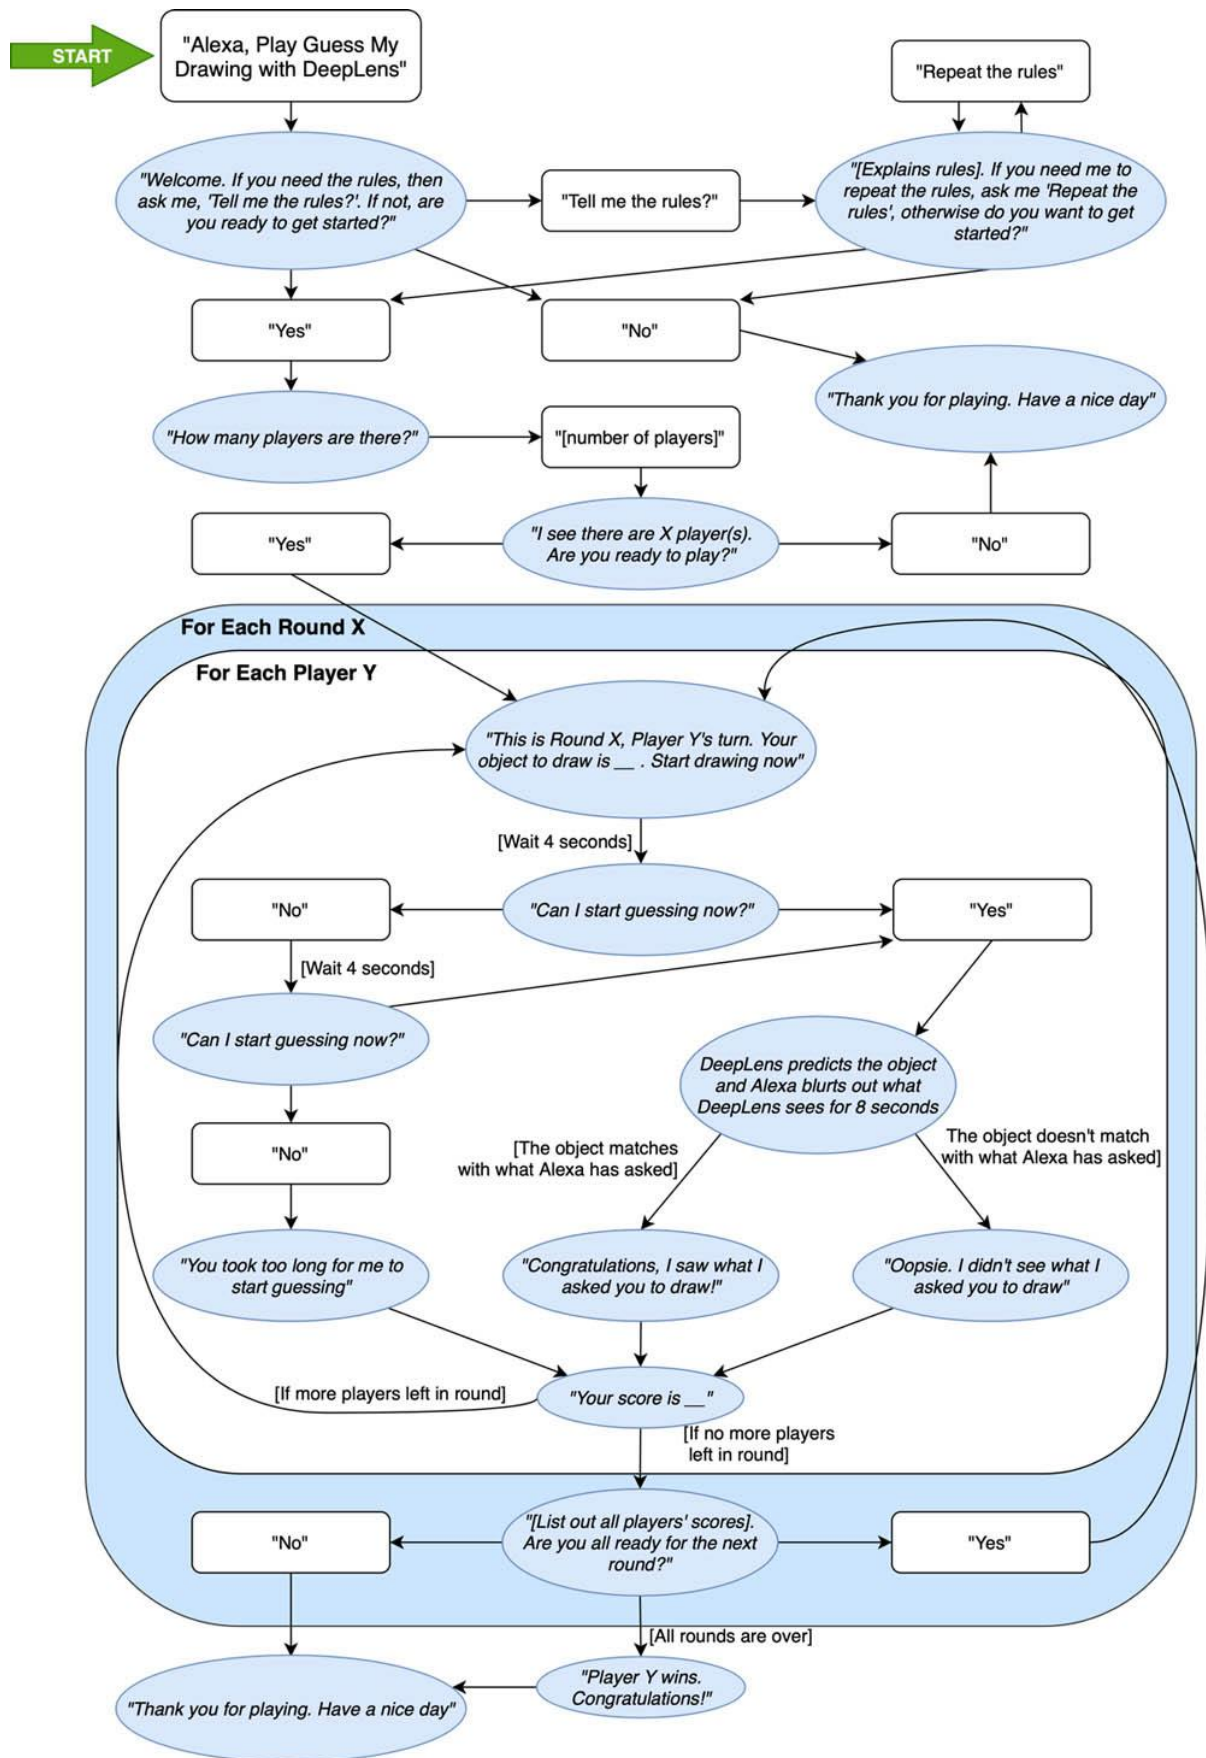 START
"Alexa, Play Guess My
Drawing with DeepLens"
"Repeat the rules"
"Welcome. If you need the rules, then
ask me, 'Tell me the rules?'. If not, are
you ready to get started?"
"Tell me the rules?"
"[Explains rules]. If you need me to
repeat the rules, ask me 'Repeat the
rules', otherwise do you want to get
started?"
"Yes"
"No"
"Thank you for playing. Have a nice day"
"How many players are there?"
"[number of players]"
"Yes"
"I see there are X player(s).
Are you ready to play?"
"No"
For Each Round X
For Each Player Y
"This is Round X, Player Y's turn. Your
object to draw is __ . Start drawing now"
[Wait 4 seconds]
"No"
"Can I start guessing now?"
"Yes"
[Wait 4 seconds]
"Can I start guessing now?"
DeepLens predicts the object
and Alexa blurts out what
DeepLens sees for 8 seconds
"No"
[The object matches
with what Alexa has asked]
The object doesn't match
with what Alexa has asked]
"You took too long for me to
start guessing"
"Congratulations, I saw what I
asked you to draw!"
"Oopsie. I didn't see what I
asked you to draw"
[If more players left in round]
"Your score is __"
[If no more players
left in round]
"No"
"[List out all players' scores].
Are you all ready for the next
round?"
"Yes"
[All rounds are over]
"Player Y wins.
Congratulations!"
"Thank you for playing. Have a nice day"